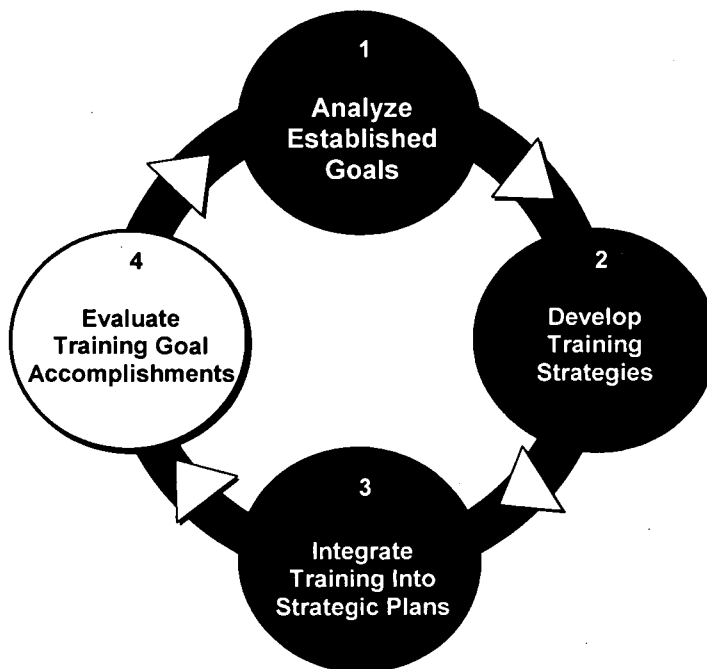 1
Analyze
Established
Goals
2
Develop
Training
Strategies
3
Integrate
Training Into
Strategic Plans
4
Evaluate
Training Goal
Accomplishments